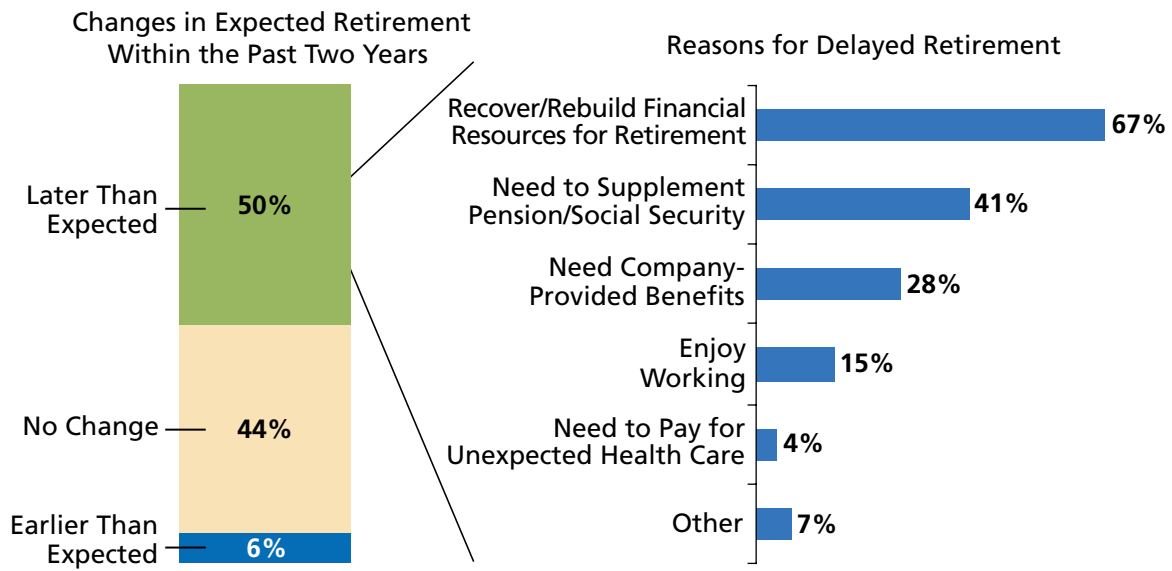 Changes in Expected Retirement
Within the Past Two Years
Later Than
Expected
50%
No Change
44%
Earlier Than
Expected
6%
Reasons for Delayed Retirement
Recover/Rebuild Financial
Resources for Retirement
67%
Need to Supplement
Pension/Social Security
41%
Need Company-
Provided Benefits
28%
Enjoy
Working
15%
Need to Pay for
Unexpected Health Care
4%
Other
7%